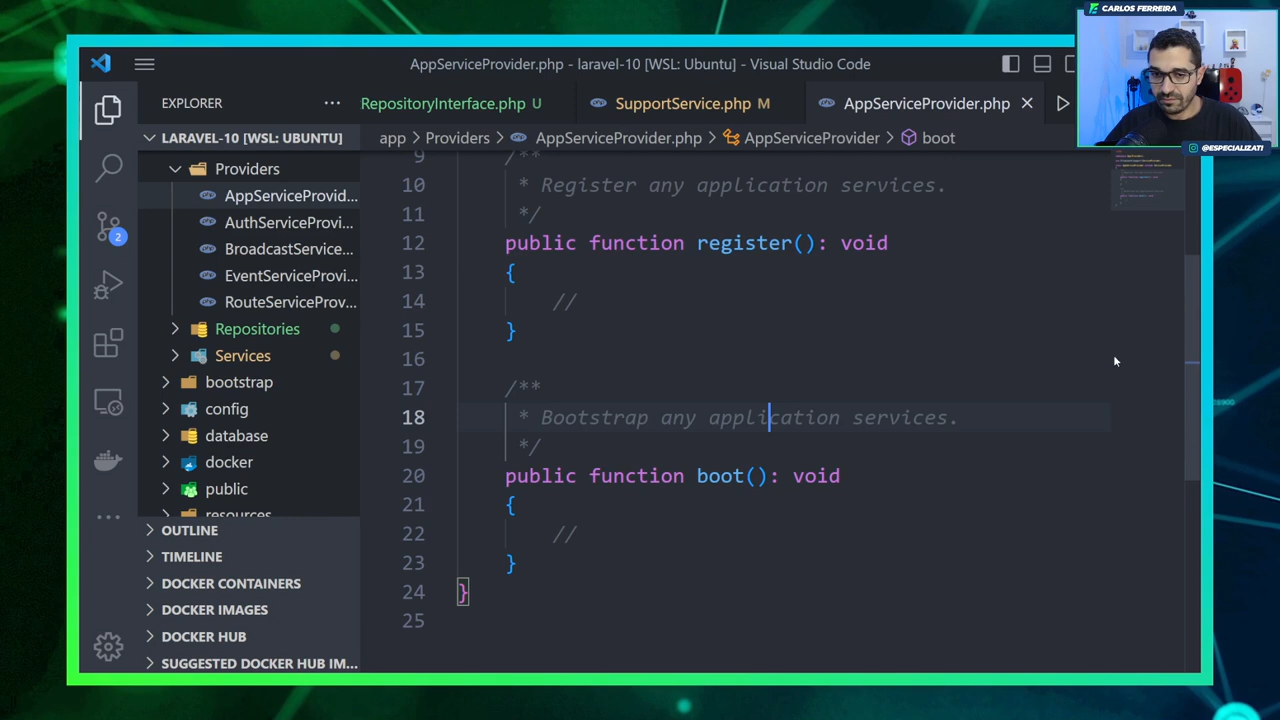 CARLOS FERREIRA
AppServiceProvider.php - laravel-10 [WSL: Ubuntu] - Visual Studio Code
EXPLORER
RepositoryInterface.php U
SupportService.php M
AppServiceProvider.php
LARAVEL-10 [WSL: UBUNTU]
app > Providers > AppServiceProvider.php > AppServiceProvider > boot
@ESPECIALIZATI
Providers
AppServiceProvid...
AuthServiceProvi...
BroadcastService...
EventServiceProvi...
RouteServiceProv...
Repositories
Services
bootstrap
config
database
docker
public
resources
OUTLINE
TIMELINE
DOCKER CONTAINERS
DOCKER IMAGES
DOCKER HUB
SUGGESTED DOCKER HUB IM...
2
9 **
10 * Register any application services.
11 */
12 public function register(): void
13 {
14 //
15 }
16
17 /**
18 * Bootstrap any application services.
19 */
20 public function boot(): void
21 {
22 //
23 }
24 }
25